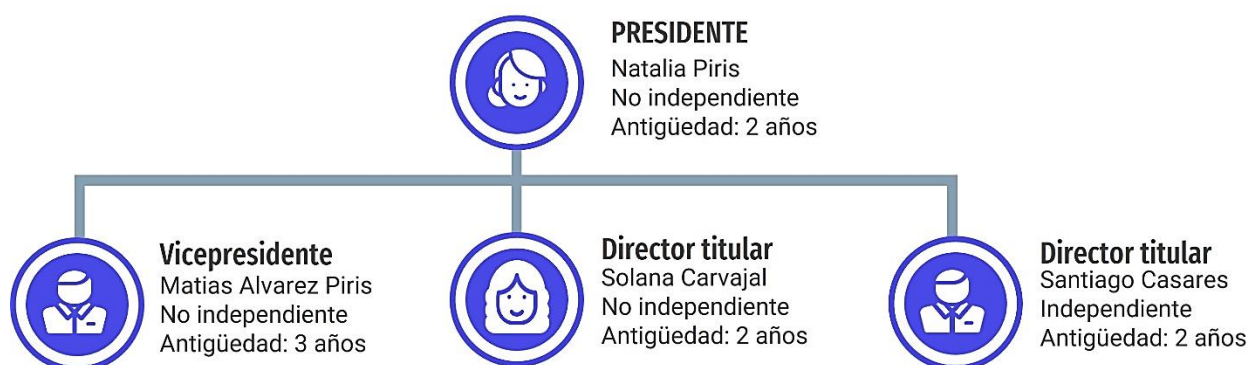 PRESIDENTE
Natalia Piris
No independiente
Antigüedad: 2 años
Vicepresidente
Matias Alvarez Piris
No independiente
Antigüedad: 3 años
Director titular
Solana Carvajal
No independiente
Antigüedad: 2 años
Director titular
Santiago Casares
Independiente
Antigüedad: 2 años